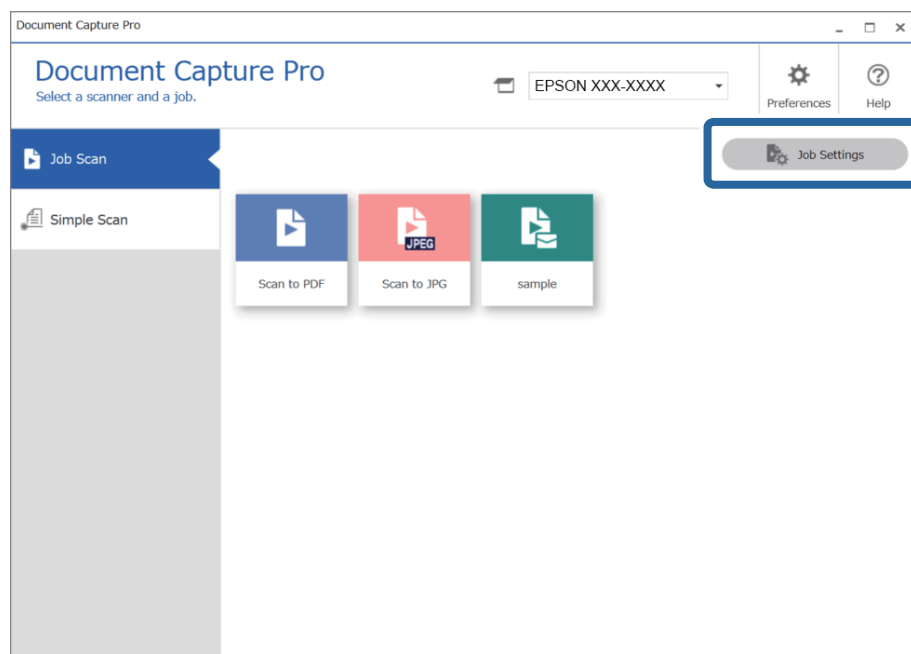 Document Capture Pro
Document Capture Pro
Select a scanner and a job.
EPSON XXX-XXXX
Preferences
Help
Job Scan
Job Settings
Simple Scan
JPEG
Scan to PDF
Scan to JPG
sample